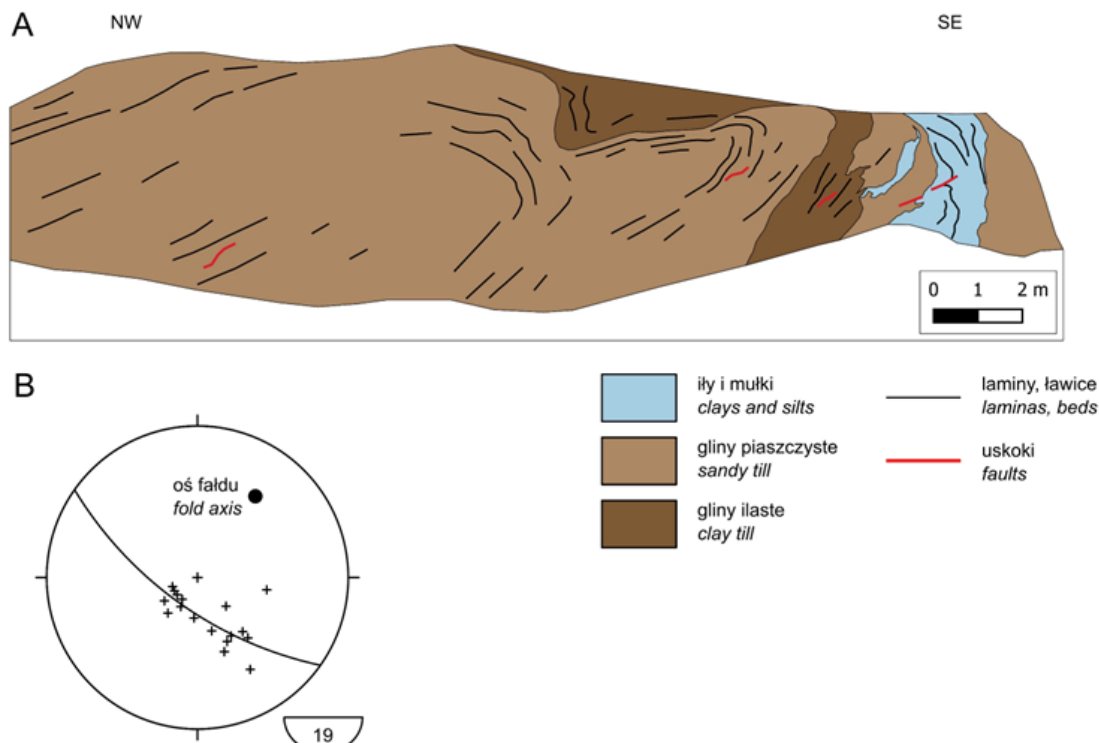 A
NW
SE
0 1 2 m
B
oś fałdu
fold axis
19
iły i mułki
clays and silts
gliny piaszczyste
sandy till
gliny ilaste
clay till
laminy, ławice
laminas, beds
uskoki
faults